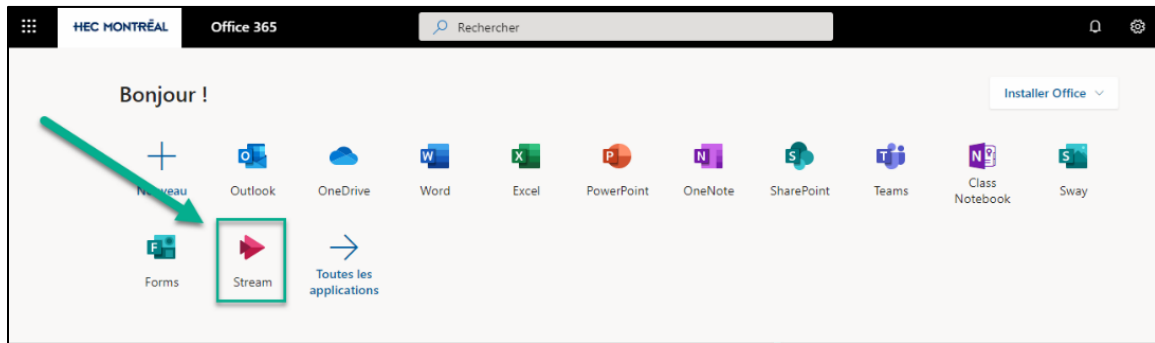 HEC MONTRĒAL Office 365 Rechercher
Bonjour !
Installer Office
Nouveau Outlook OneDrive Word Excel PowerPoint OneNote SharePoint Teams Class Notebook Sway
Forms Stream Toutes les applications